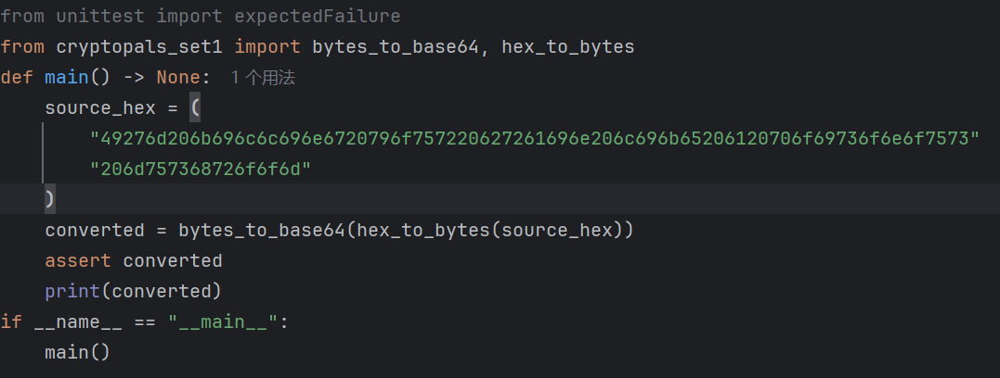 from unittest import expectedFailure
from cryptopals_set1 import bytes_to_base64, hex_to_bytes
def main() -> None: 1 个用法
    source_hex = (
        "49276d206b696c6c696e6720796f757220627261696e206c696b65206120706f69736f6e6f7573"
        "206d757368726f6f6d"
    )
    converted = bytes_to_base64(hex_to_bytes(source_hex))
    assert converted
    print(converted)
if __name__ == "__main__":
    main()